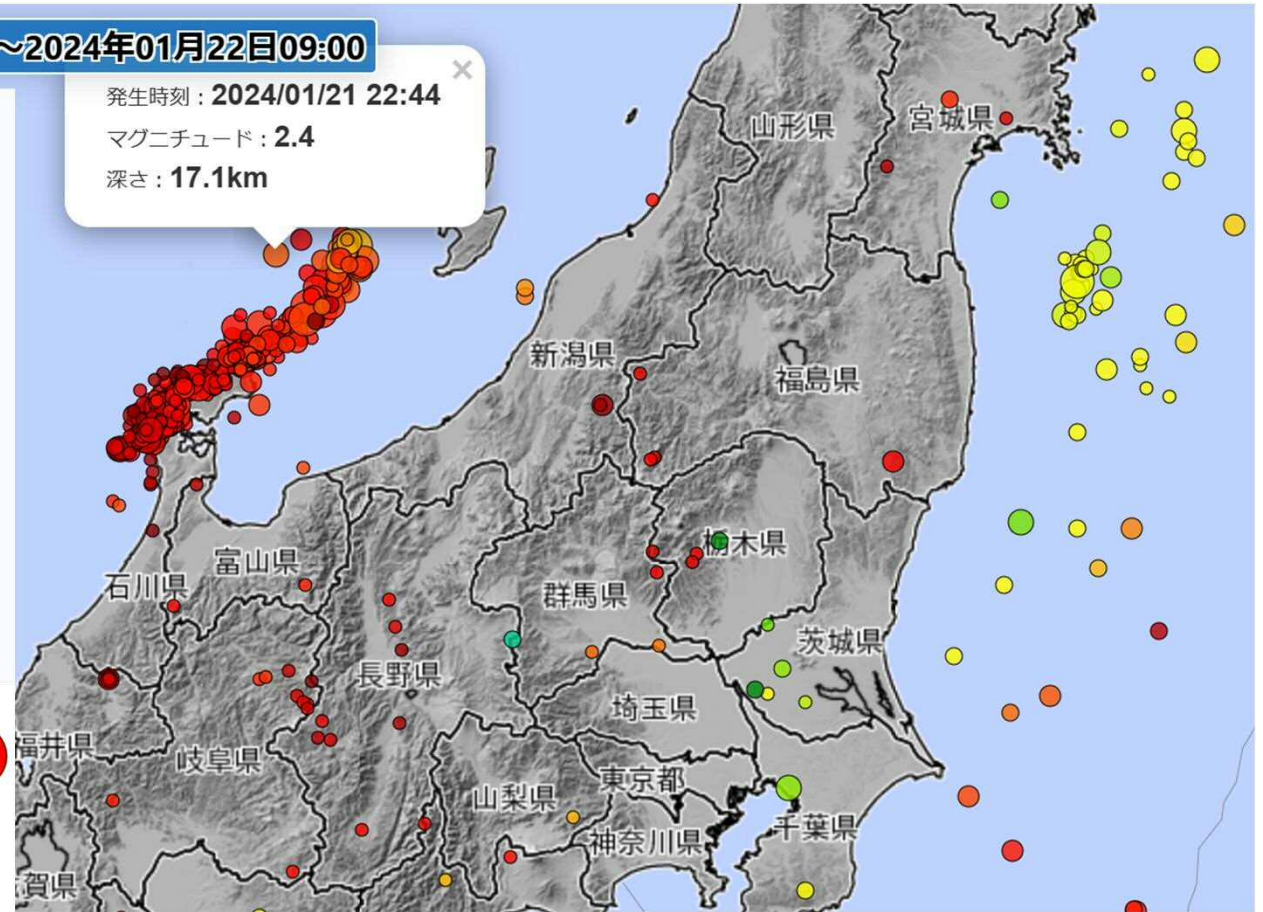 ～2024年01月22日09:00
×
発生時刻：2024/01/21 22:44
マグニチュード：2.4
深さ：17.1km
山形県
宮城県
新潟県
福島県
栃木県
富山県
石川県
群馬県
茨城県
長野県
埼玉県
福井県
岐阜県
東京都
山梨県
千葉県
神奈川県
賀県